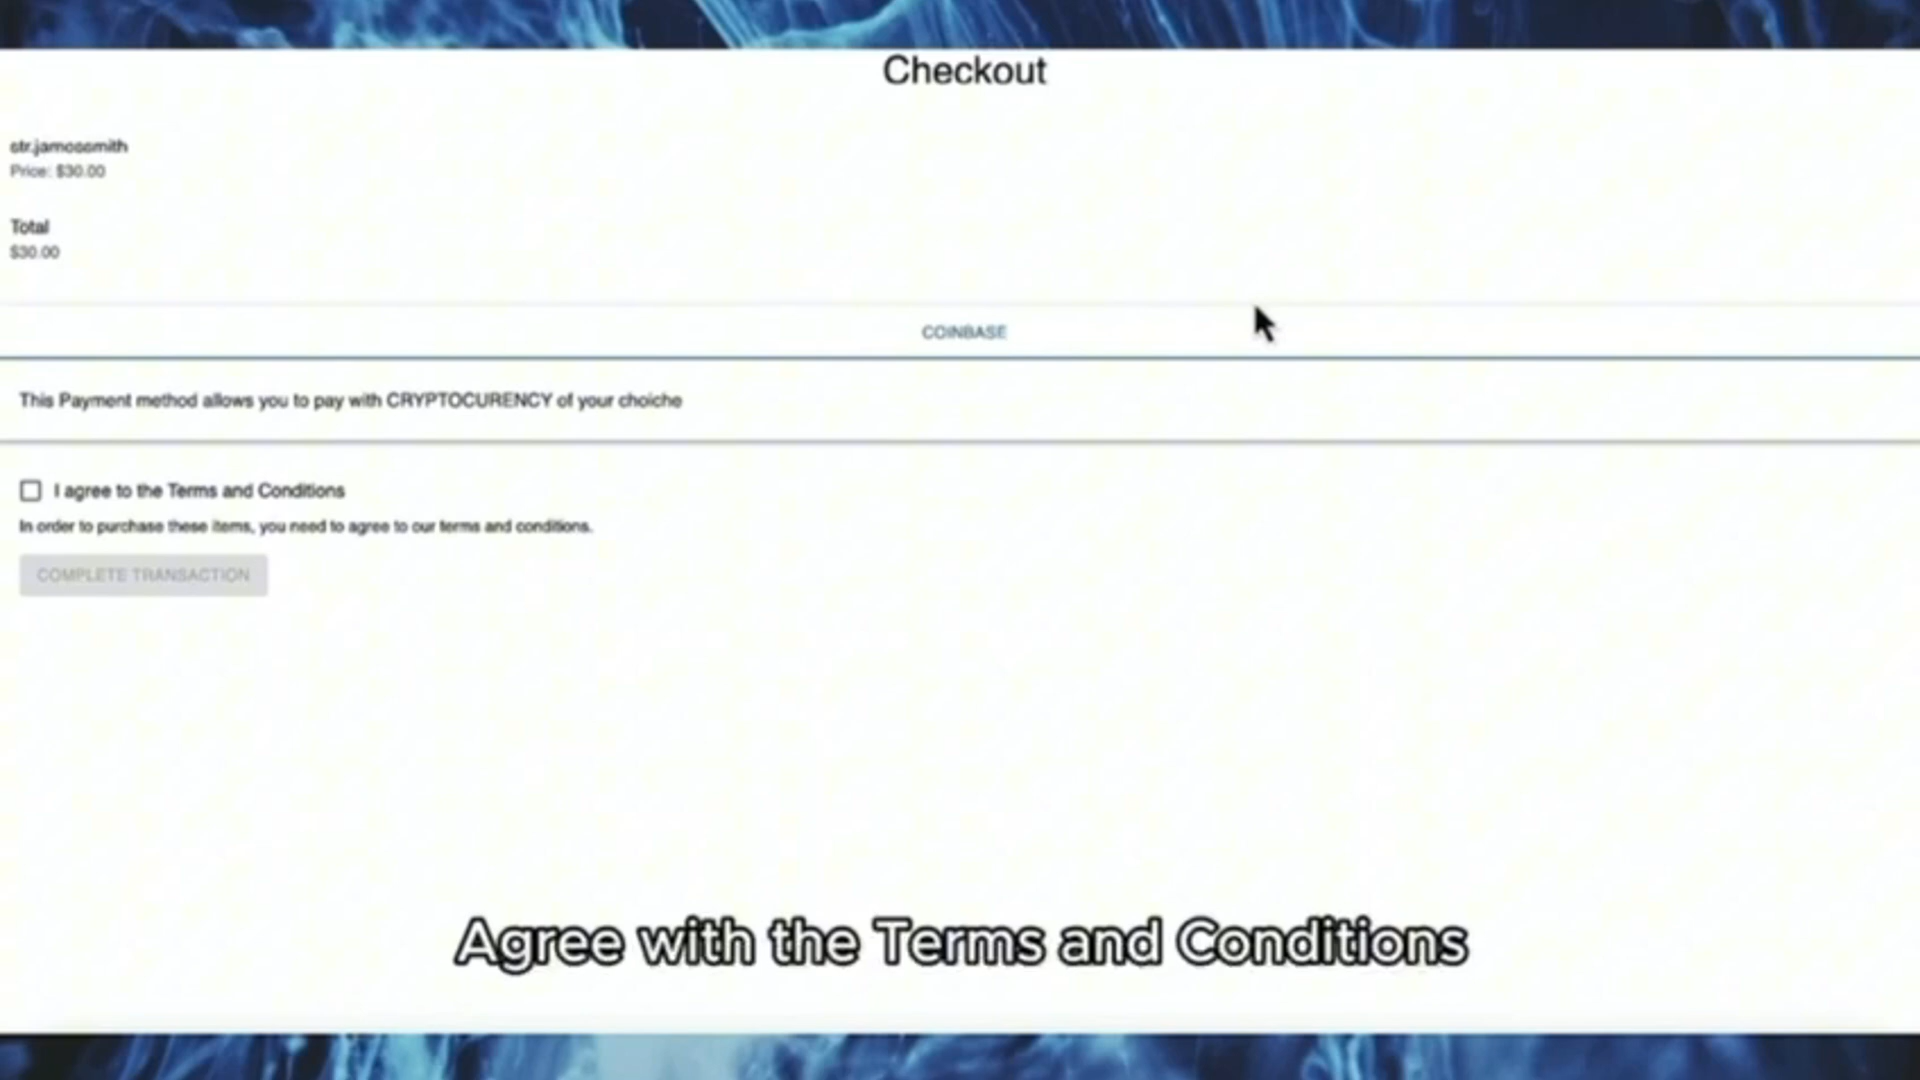 Checkout
str.jamossmith
Price: $30.00
Total
$30.00
COINBASE
This Payment method allows you to pay with CRYPTOCURENCY of your choiche
I agree to the Terms and Conditions
In order to purchase these items, you need to agree to our terms and conditions.
COMPLETE TRANSACTION
Agree with the Terms and Conditions